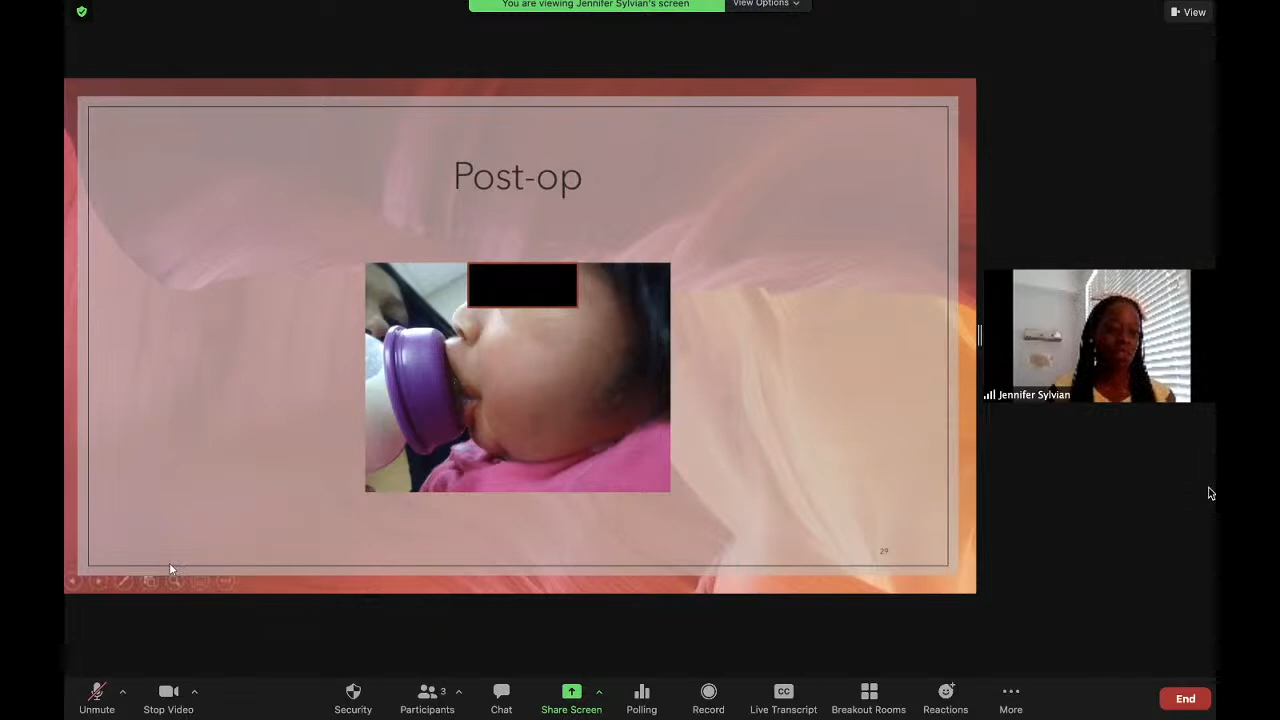 You are viewing Jennifer Sylvian's screen
View Options
View
Post-op
29
Jennifer Sylvian
Unmute
Stop Video
Security
Participants
3
Chat
Share Screen
Polling
Record
CC
Live Transcript
Breakout Rooms
Reactions
More
End